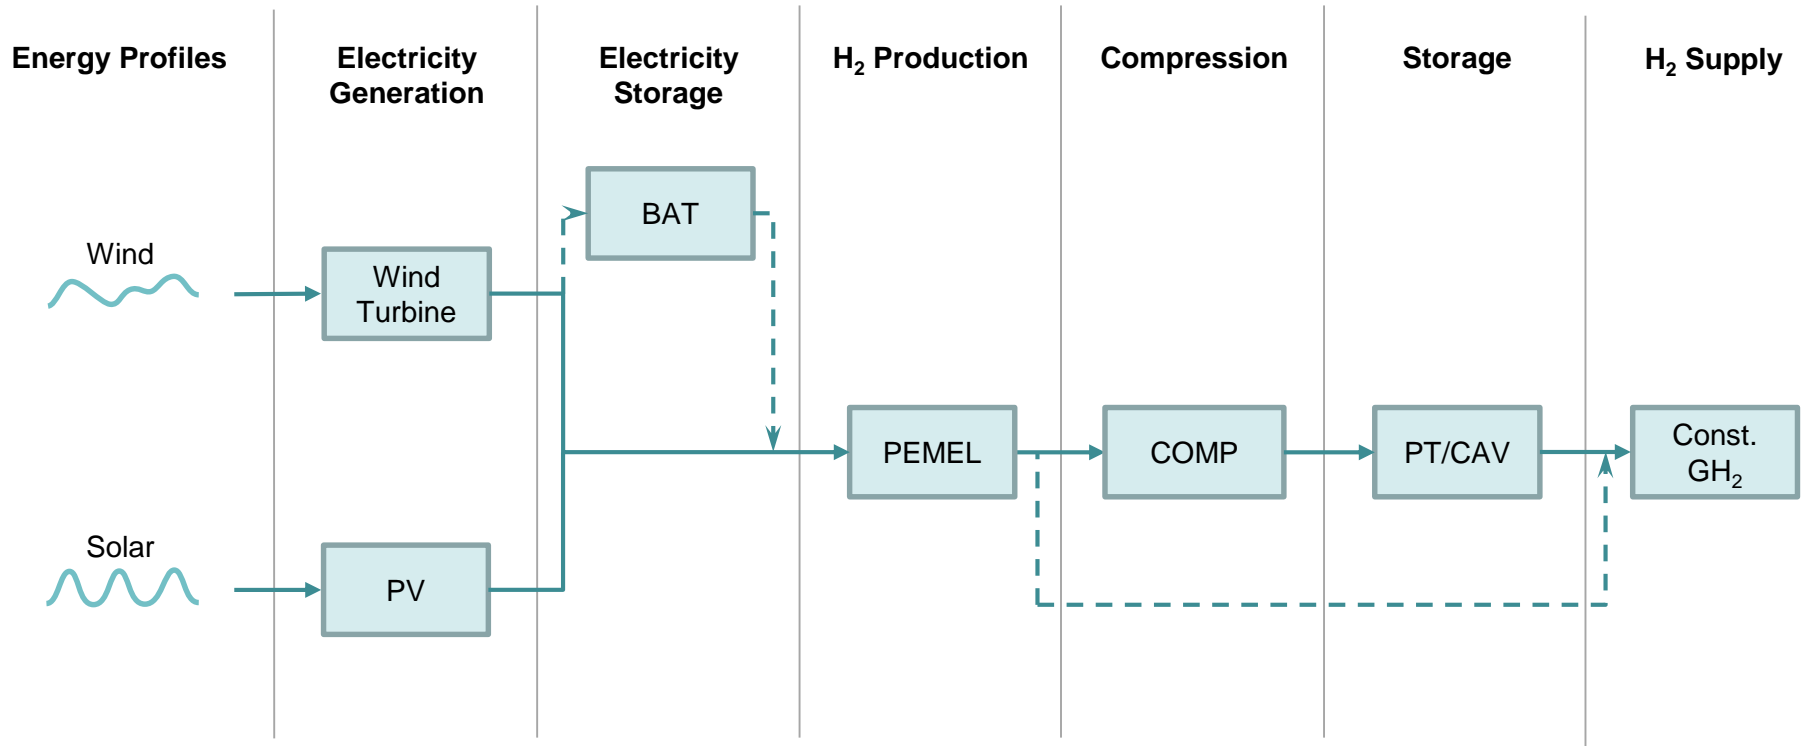 Energy Profiles
Electricity
Generation
Electricity
Storage
H₂ Production
Compression
Storage
H₂ Supply
BAT
Wind
Wind
Turbine
PEMEL
COMP
PT/CAV
Const.
GH₂
Solar
PV